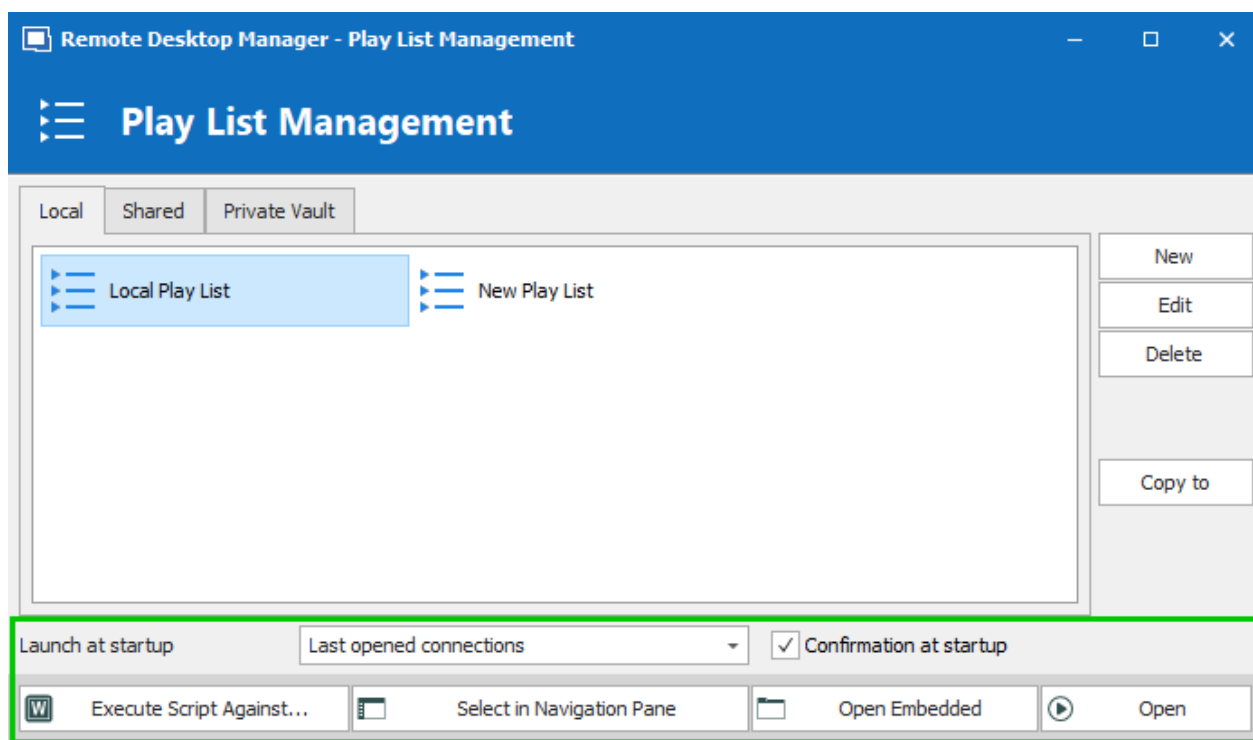 Remote Desktop Manager - Play List Management
Play List Management
Local Shared Private Vault
Local Play List New Play List
New
Edit
Delete
Copy to
Launch at startup Last opened connections Confirmation at startup
W Execute Script Against... Select in Navigation Pane Open Embedded Open